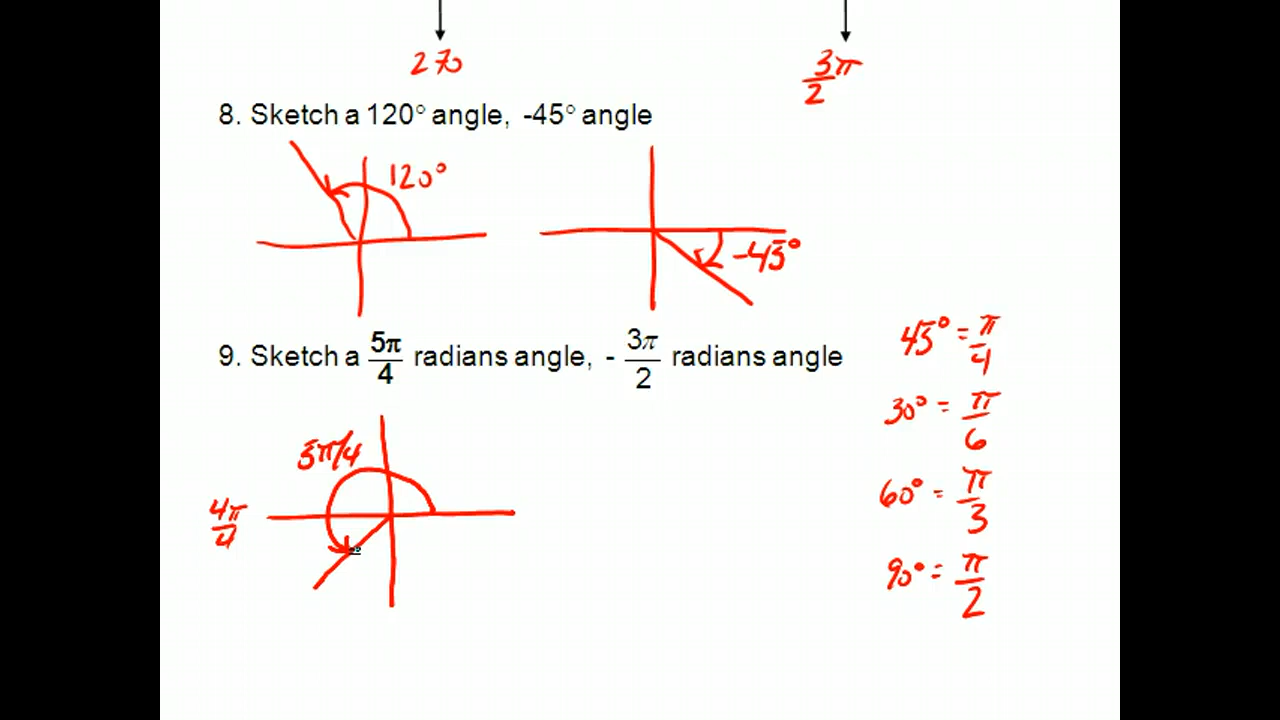 270
3π/2
8. Sketch a 120° angle, -45° angle
120°
-45°
9. Sketch a 5π/4 radians angle, - 3π/2 radians angle
45° = π/4
30° = π/6
60° = π/3
90° = π/2
5π/4
4π/4